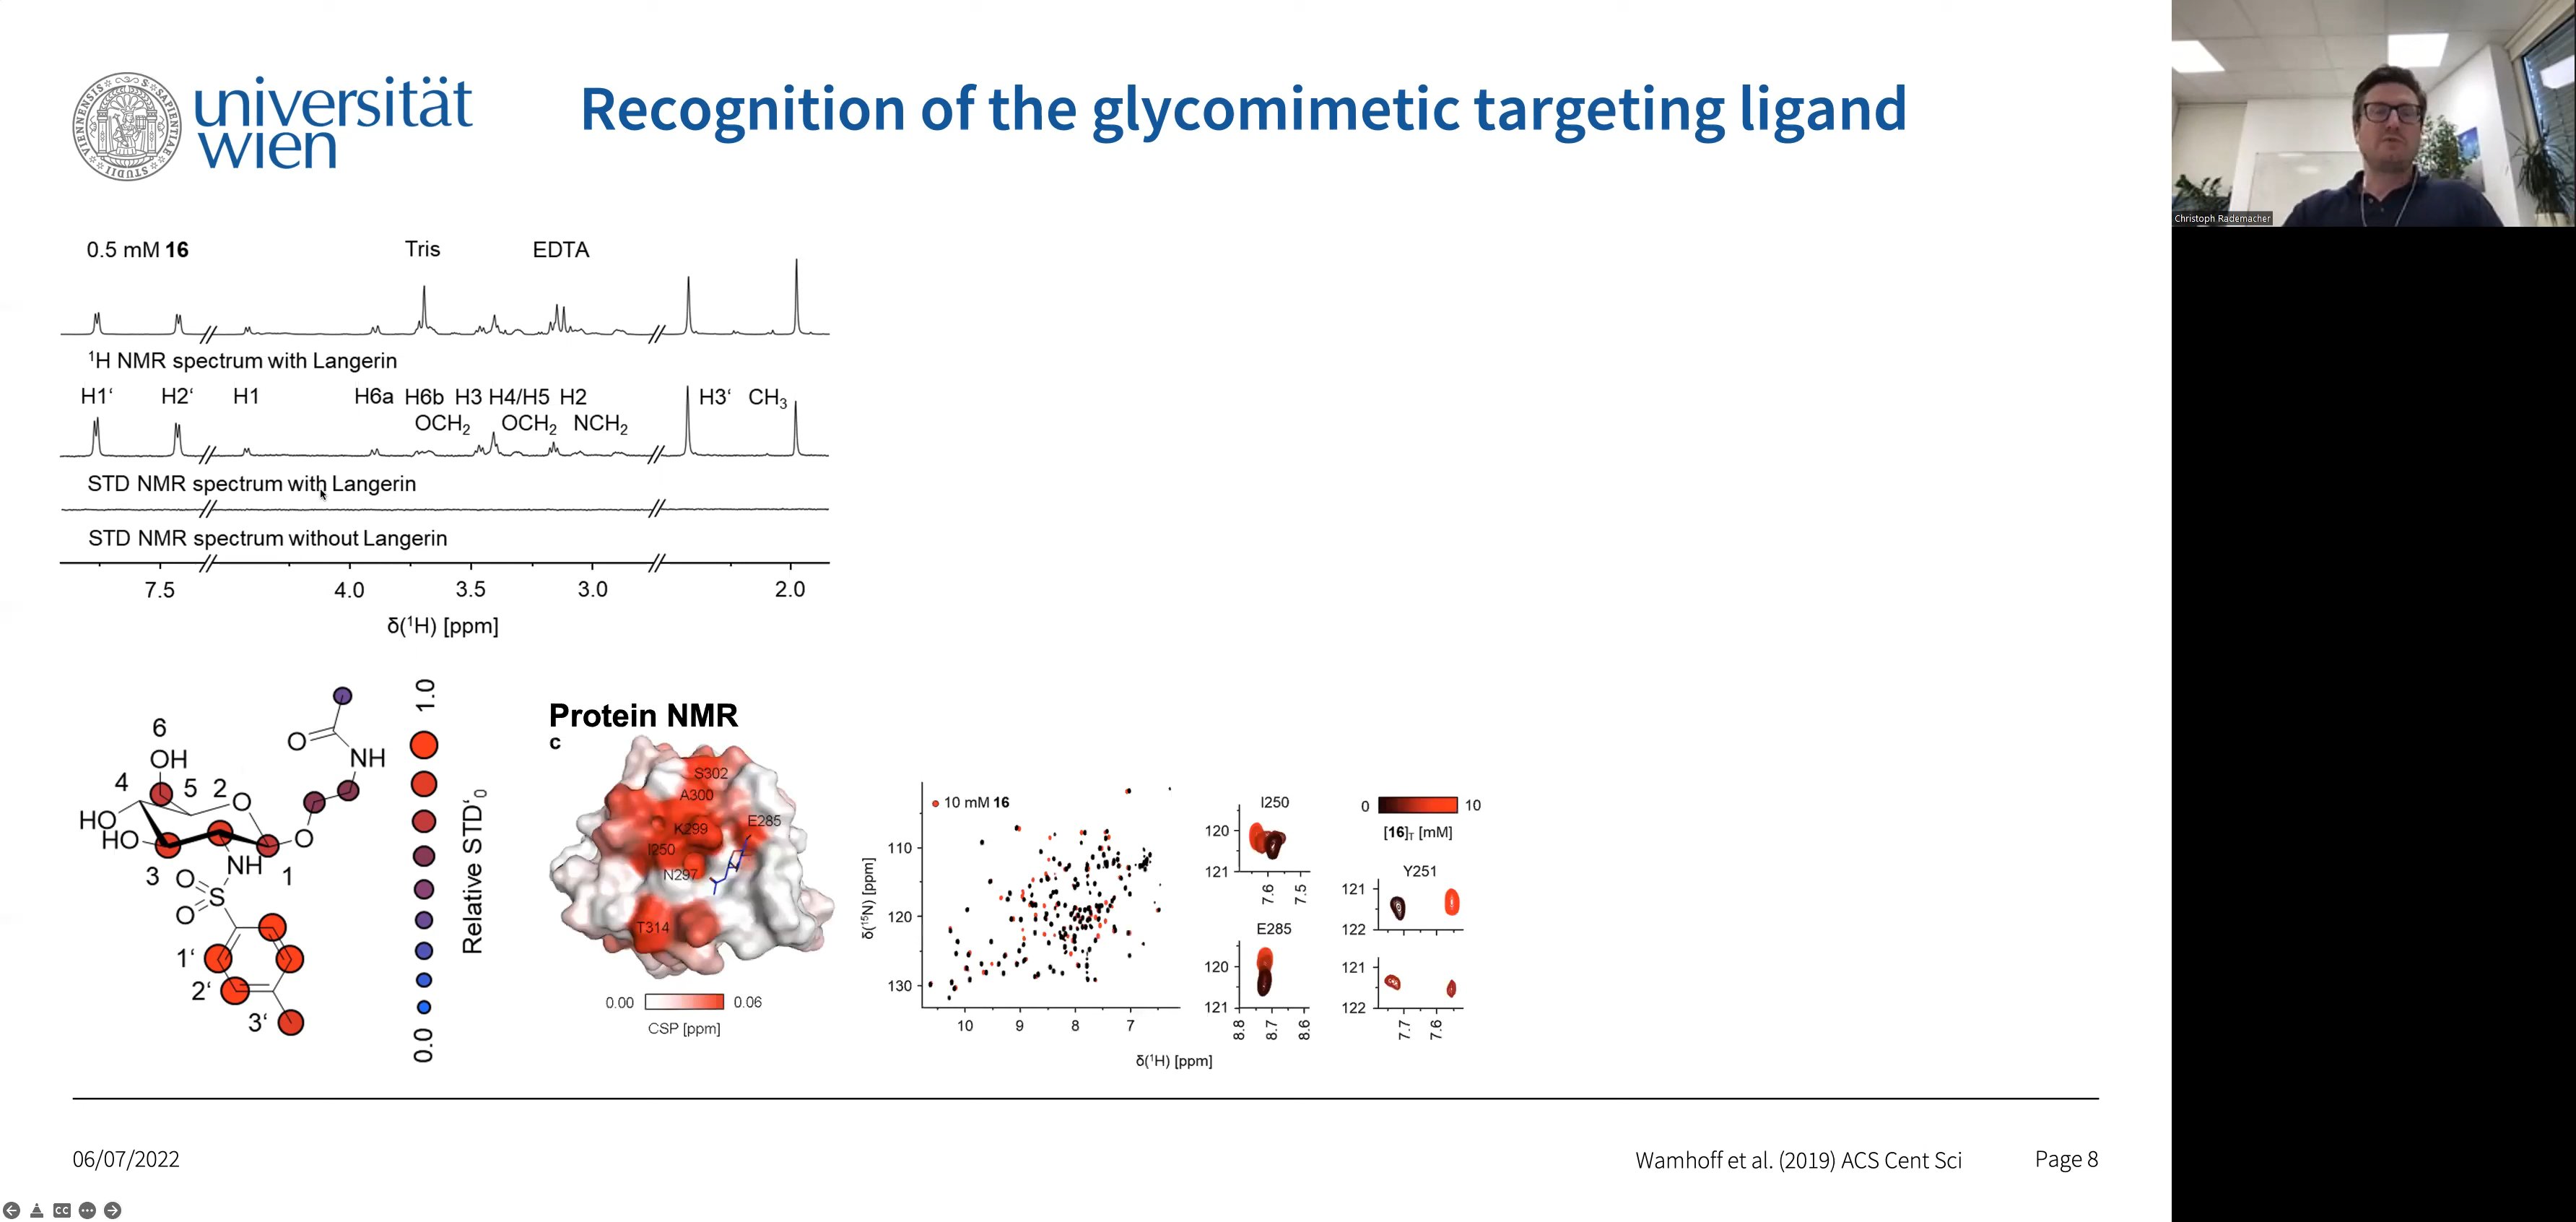 universität
wien
Recognition of the glycomimetic targeting ligand
Christoph Rademacher
0.5 mM 16
Tris
EDTA
¹H NMR spectrum with Langerin
H1‘ H2‘ H1 H6a H6b H3 H4/H5 H2 H3‘ CH₃
OCH₂ OCH₂ NCH₂
STD NMR spectrum with Langerin
STD NMR spectrum without Langerin
7.5 4.0 3.5 3.0 2.0
δ(¹H) [ppm]
6
OH
4 5 2 O
HO
HO
3
O
1
NH
O
O
S
O
NH
1‘
2‘
3‘
1.0
Relative STD‘₀
0.0
Protein NMR
c
S302
A300
K299
E285
I250
N297
T314
0.00 0.06
CSP [ppm]
10 mM 16
110
120
130
δ(¹⁵N) [ppm]
10 9 8 7
δ(¹H) [ppm]
I250
120
121
7.6 7.5
E285
120
121
8.8 8.7 8.6
0 10
[16]T [mM]
Y251
121
122
121
122
7.7 7.6
06/07/2022
Wamhoff et al. (2019) ACS Cent Sci
Page 8
CC